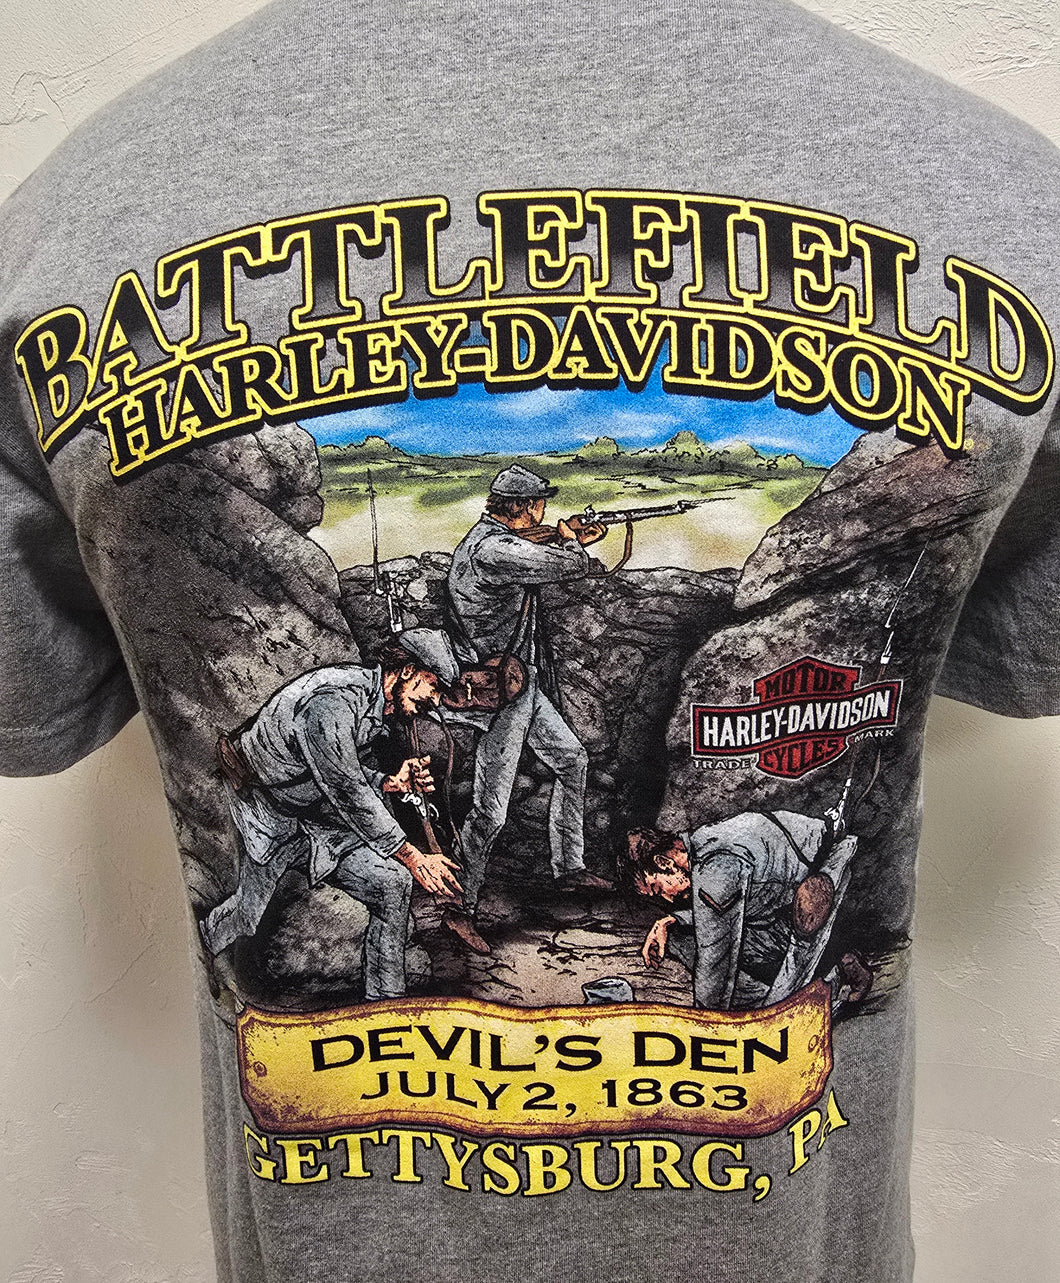 BATTLEFIELD
HARLEY-DAVIDSON
MOTOR
HARLEY-DAVIDSON
TRADE CYCLES MARK
DEVIL'S DEN
JULY 2, 1863
GETTYSBURG, PA